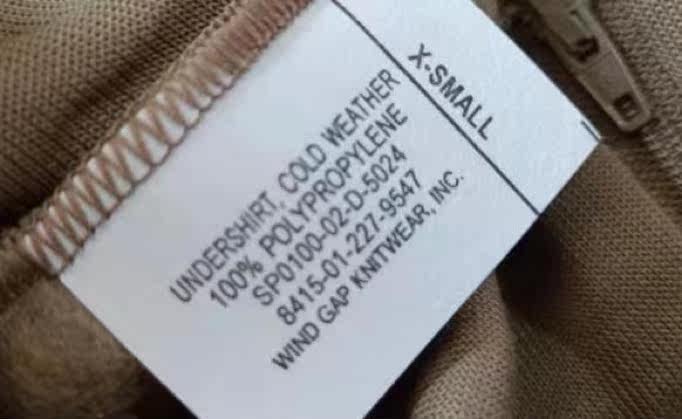 X-SMALL
UNDERSHIRT, COLD WEATHER
100% POLYPROPYLENE
SP0100-02-D-5024
8415-01-227-9547
WIND GAP KNITWEAR, INC.